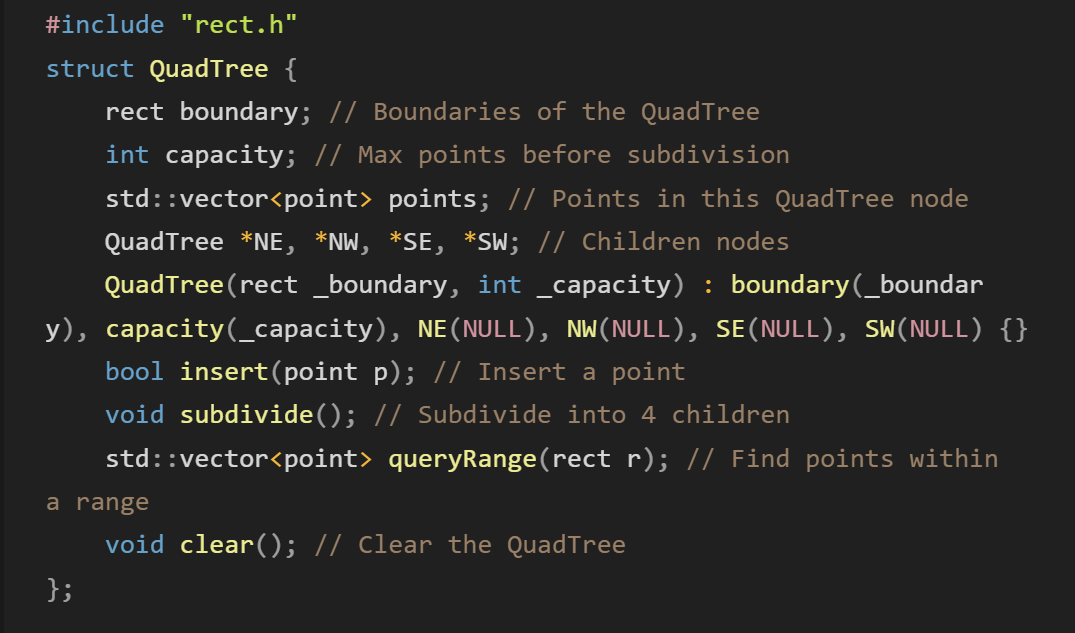 #include "rect.h"
struct QuadTree {
    rect boundary; // Boundaries of the QuadTree
    int capacity; // Max points before subdivision
    std::vector<point> points; // Points in this QuadTree node
    QuadTree *NE, *NW, *SE, *SW; // Children nodes
    QuadTree(rect _boundary, int _capacity) : boundary(_boundar
y), capacity(_capacity), NE(NULL), NW(NULL), SE(NULL), SW(NULL) {}
    bool insert(point p); // Insert a point
    void subdivide(); // Subdivide into 4 children
    std::vector<point> queryRange(rect r); // Find points within
a range
    void clear(); // Clear the QuadTree
};